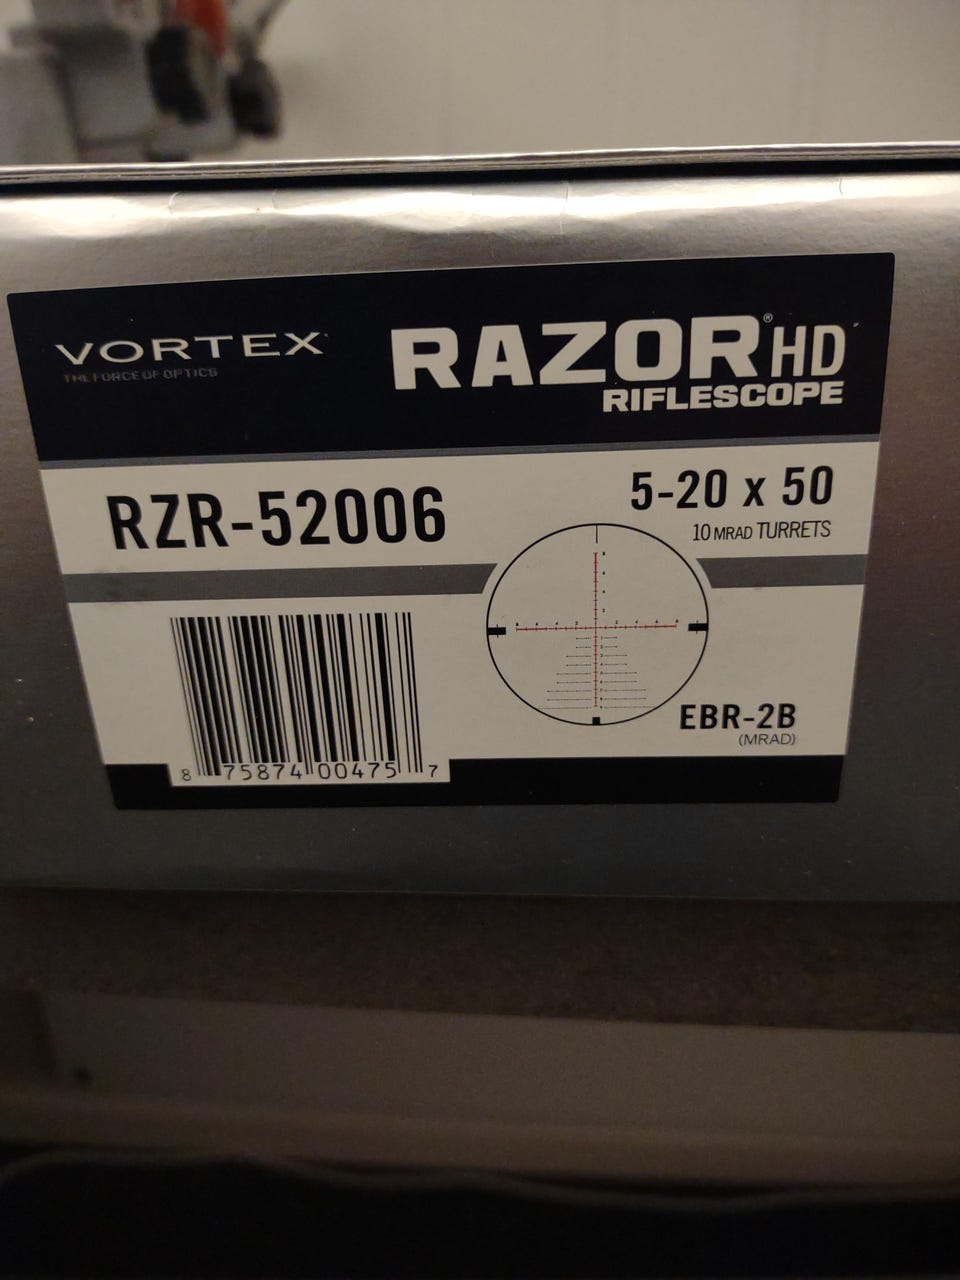 VORTEX
THE FORCE OF OPTICS
RAZOR® HD
RIFLESCOPE
RZR-52006
5-20 x 50
10 MRAD TURRETS
EBR-2B
(MRAD)
8 75874 00475 7